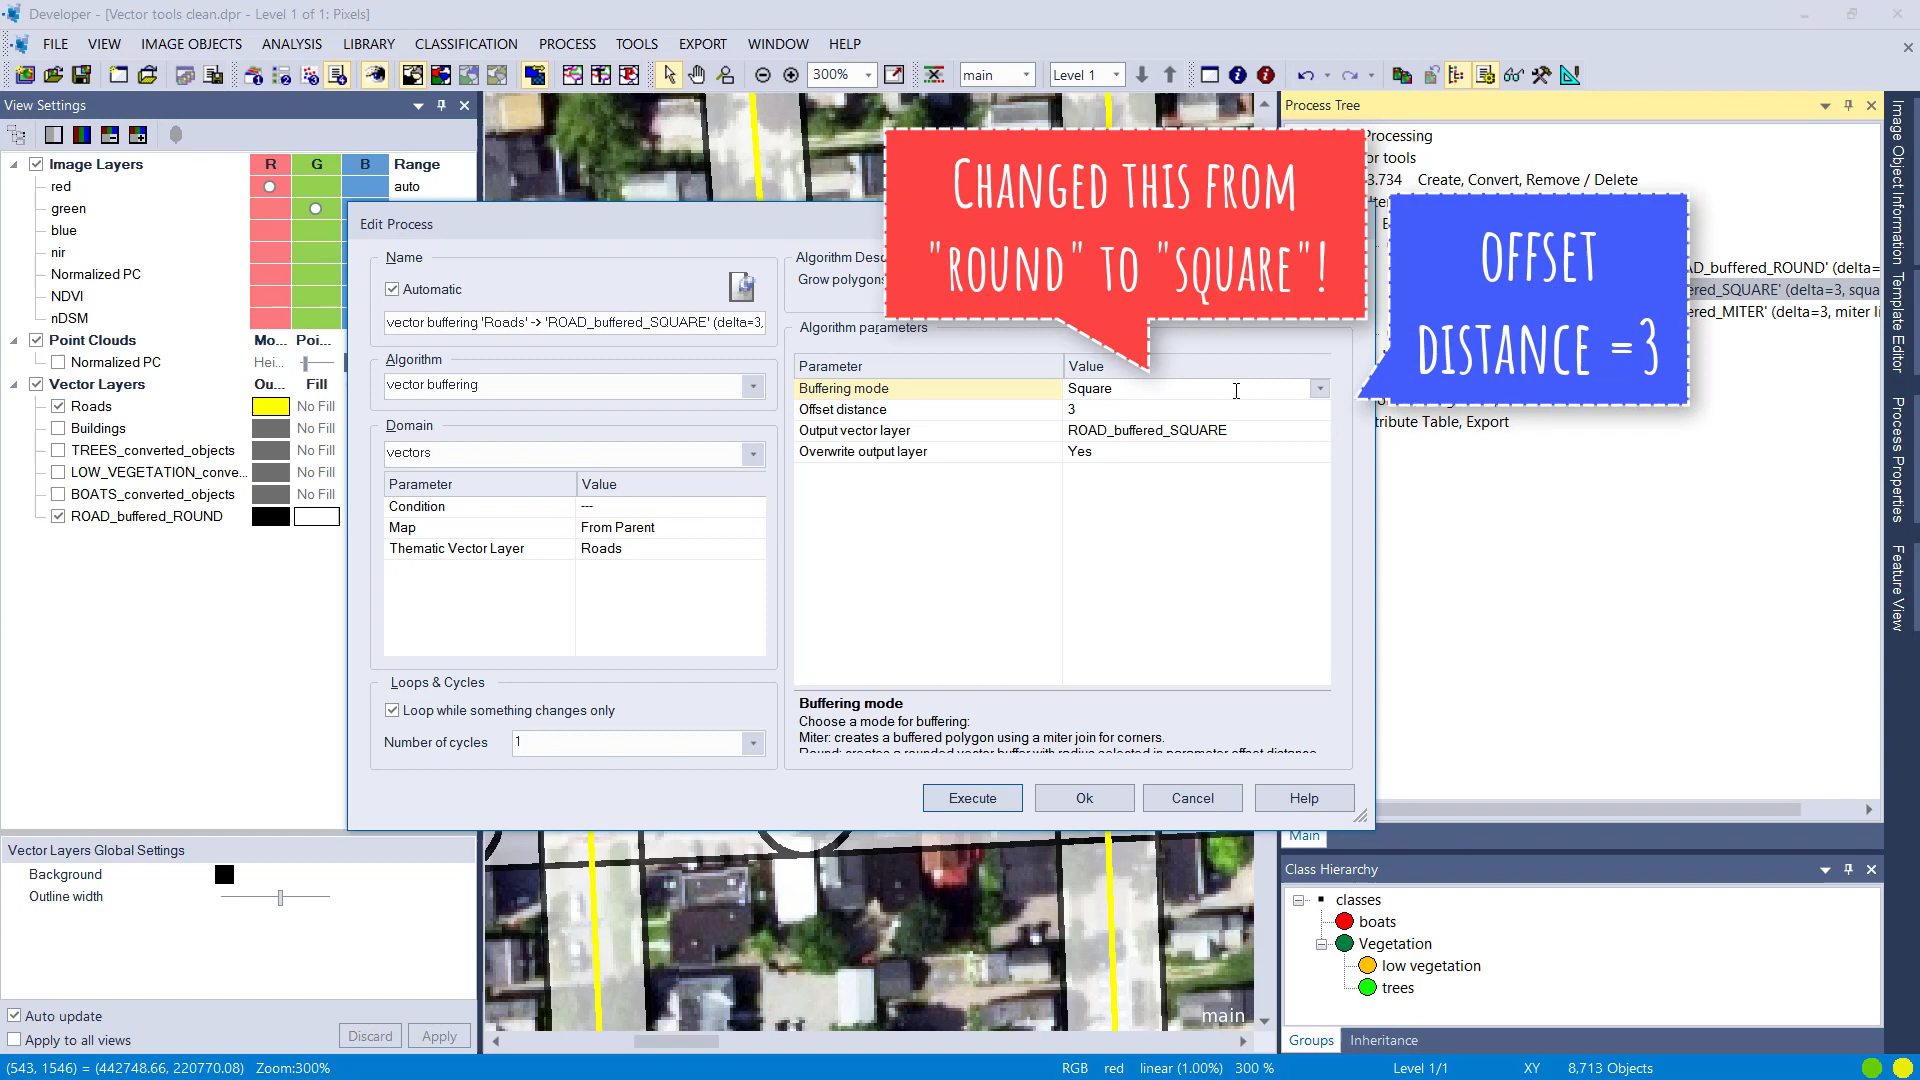 Developer - [Vector tools clean.dpr - Level 1 of 1: Pixels]
FILE VIEW IMAGE OBJECTS ANALYSIS LIBRARY CLASSIFICATION PROCESS TOOLS EXPORT WINDOW HELP
300% main Level 1
View Settings
Image Layers R G B Range
red auto
green
blue
nir
Normalized PC
NDVI
nDSM
Point Clouds Mo... Poi...
Normalized PC Hei...
Vector Layers Ou... Fill
Roads
Buildings No Fill
TREES_converted_objects No Fill
LOW_VEGETATION_conve... No Fill
BOATS_converted_objects No Fill
ROAD_buffered_ROUND
Vector Layers Global Settings
Background
Outline width
Auto update
Apply to all views
Discard Apply
Edit Process
Name
Automatic
vector buffering 'Roads' -> 'ROAD_buffered_SQUARE' (delta=3,
Algorithm
vector buffering
Domain
vectors
Parameter Value
Condition ---
Map From Parent
Thematic Vector Layer Roads
Loops & Cycles
Loop while something changes only
Number of cycles 1
Algorithm Desc
Grow polygons
Algorithm parameters
Parameter Value
Buffering mode Square
Offset distance 3
Output vector layer ROAD_buffered_SQUARE
Overwrite output layer Yes
Buffering mode
Choose a mode for buffering:
Miter: creates a buffered polygon using a miter join for corners.
Round: creates a rounded vector buffer with radius selected in parameter offset distance
Execute Ok Cancel Help
CHANGED THIS FROM
"ROUND" TO "SQUARE"!
OFFSET
DISTANCE =3
main
Process Tree
Processing
or tools
3.734 Create, Convert, Remove / Delete
AD_buffered_ROUND' (delta=
ered_SQUARE' (delta=3, squa
ered_MITER' (delta=3, miter li
tribute Table, Export
Main
Class Hierarchy
classes
boats
Vegetation
low vegetation
trees
Groups Inheritance
Image Object Information
Template Editor
Process Properties
Feature View
(543, 1546) = (442748.66, 220770.08) Zoom:300%
RGB red linear (1.00%) 300 % Level 1/1 XY 8,713 Objects